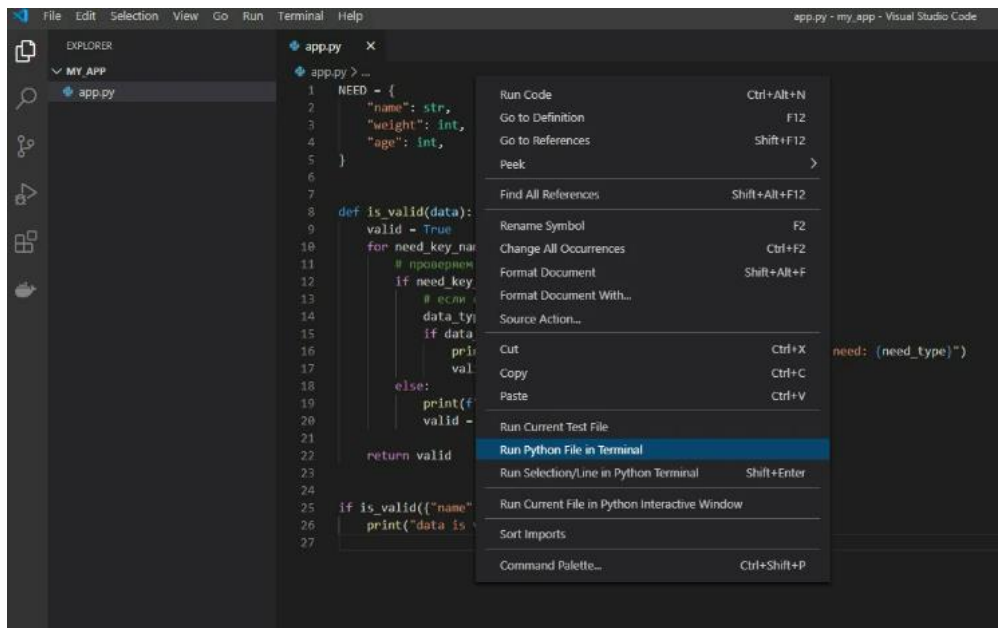 File Edit Selection View Go Run Terminal Help
app.py - my_app - Visual Studio Code
EXPLORER
MY_APP
app.py
app.py ×
app.py > ...
1 NEED = {
2 "name": str,
3 "weight": int,
4 "age": int,
5 }
6
7
8 def is_valid(data):
9 valid = True
10 for need_key_na
11 # проверяем
12 if need_key
13 # если
14 data_ty
15 if data
16 pri need: {need_type}")
17 val
18 else:
19 print(f
20 valid =
21
22 return valid
23
24
25 if is_valid({"name"
26 print("data is
27
Run Code Ctrl+Alt+N
Go to Definition F12
Go to References Shift+F12
Peek >
Find All References Shift+Alt+F12
Rename Symbol F2
Change All Occurrences Ctrl+F2
Format Document Shift+Alt+F
Format Document With...
Source Action...
Cut Ctrl+X
Copy Ctrl+C
Paste Ctrl+V
Run Current Test File
Run Python File in Terminal
Run Selection/Line in Python Terminal Shift+Enter
Run Current File in Python Interactive Window
Sort Imports
Command Palette... Ctrl+Shift+P